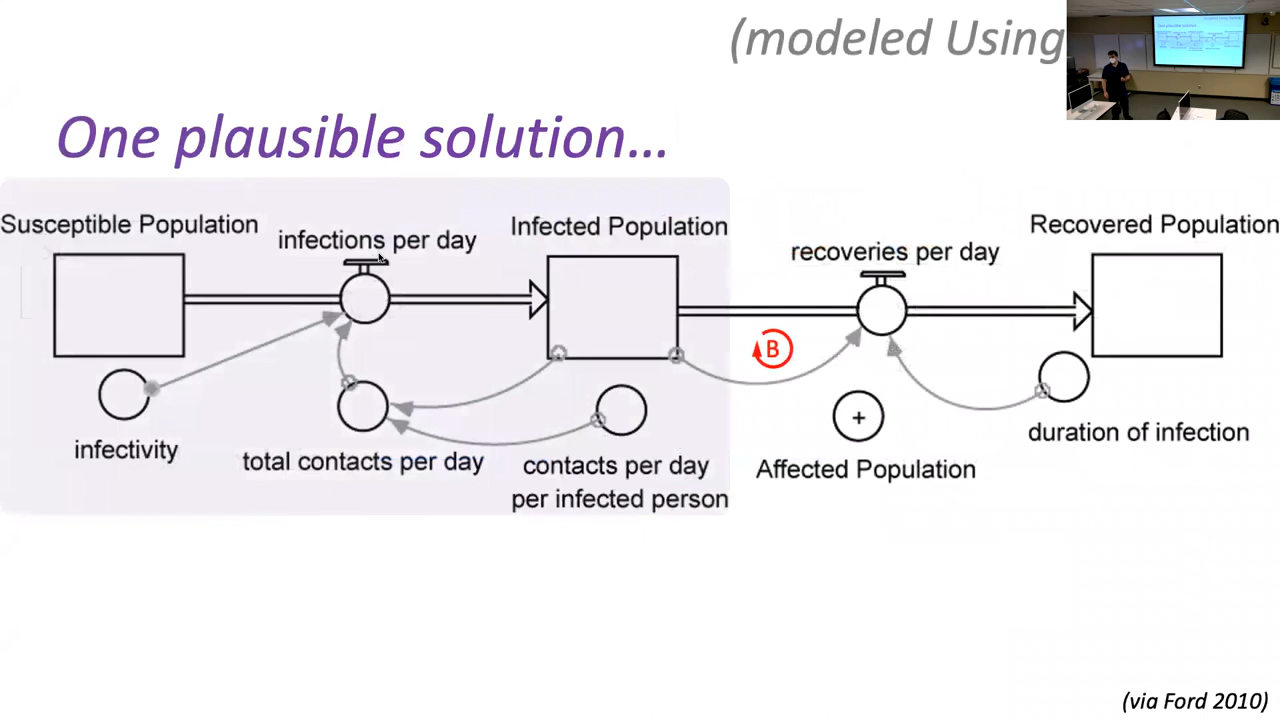 (modeled Using
One plausible solution...
Susceptible Population
infections per day
Infected Population
recoveries per day
Recovered Population
B
+
infectivity
total contacts per day
contacts per day
per infected person
Affected Population
duration of infection
(via Ford 2010)